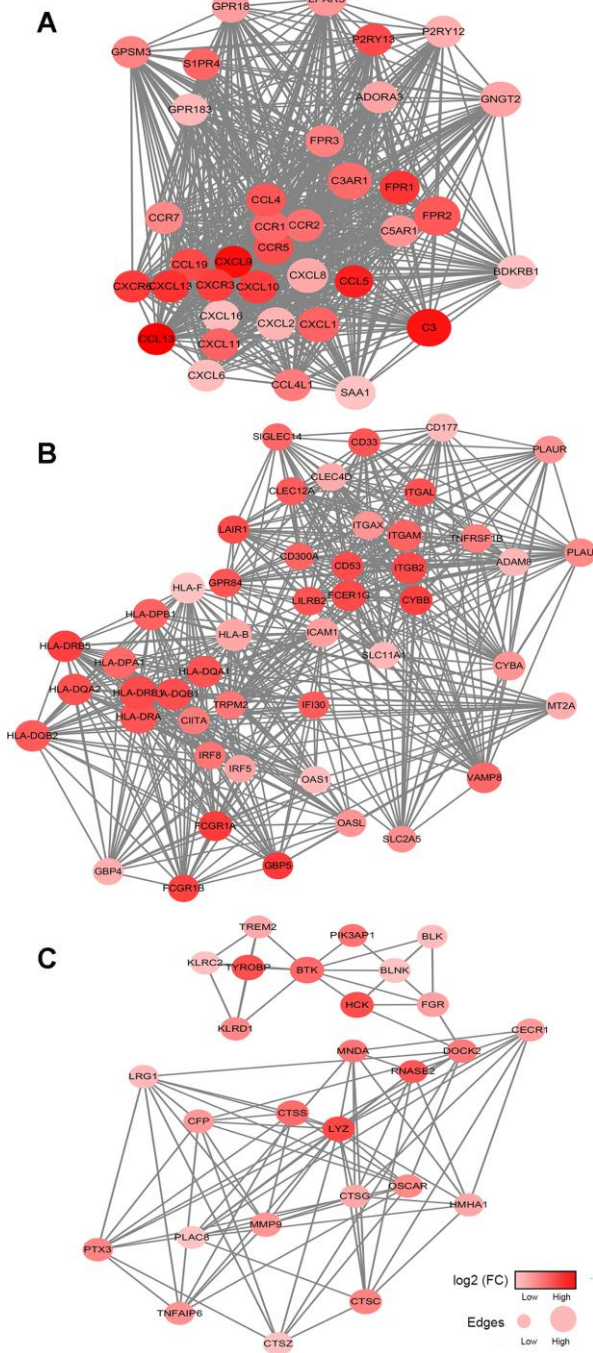 A
GPR18
P2RY13
P2RY12
GPSM3
S1PR4
ADORA3
GNGT2
GPR183
FPR3
C3AR1
FPR1
CCL4
CCR7
CCR1
CCR2
C5AR1
FPR2
CCR5
CCL19
CXCL9
CXCL8
CCL5
BDKRB1
CXCR6
CXCL13
CXCR3
CXCL10
CXCL16
CXCL2
CXCL1
C3
CCL13
CXCL11
CXCL6
CCL4L1
SAA1
B
SIGLEC14
CD33
CD177
PLAUR
CLEC4D
CLEC12A
ITGAL
LAIR1
ITGAX
ITGAM
TNFRSF1B
CD300A
CD53
ITGB2
ADAM8
PLAU
HLA-F
GPR84
LILRB2
FCER1G
CYBB
HLA-DPB1
HLA-B
ICAM1
SLC11A1
HLA-DRB5
HLA-DPA1
HLA-DQA1
CYBA
HLA-DQA2
HLA-DRB1
A-DQB1
TRPM2
IFI30
MT2A
HLA-DRA
CIITA
HLA-DQB2
IRF8
IRF5
OAS1
VAMP8
FCGR1A
OASL
SLC2A5
GBP4
FCGR1B
GBP5
C
TREM2
PIK3AP1
BLK
KLRC2
TYROBP
BTK
BLNK
KLRD1
HCK
FGR
CECR1
MNDA
DOCK2
RNASE2
LRG1
CFP
CTSS
LYZ
CTSG
OSCAR
HMHA1
PLAC8
MMP9
PTX3
TNFAIP6
CTSC
CTSZ
log2 (FC)
Low High
Edges
Low High